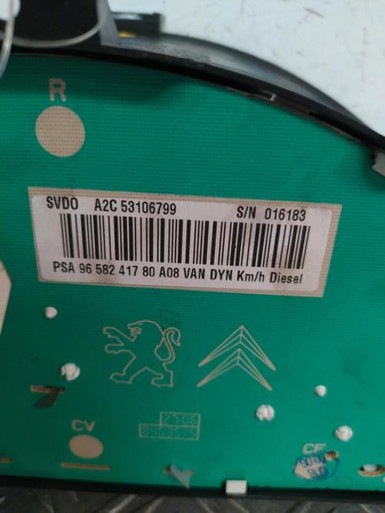 R
SVDO A2C 53106799 S/N 016183
PSA 96 582 417 80 A08 VAN DYN Km/h Diesel
CV
CF